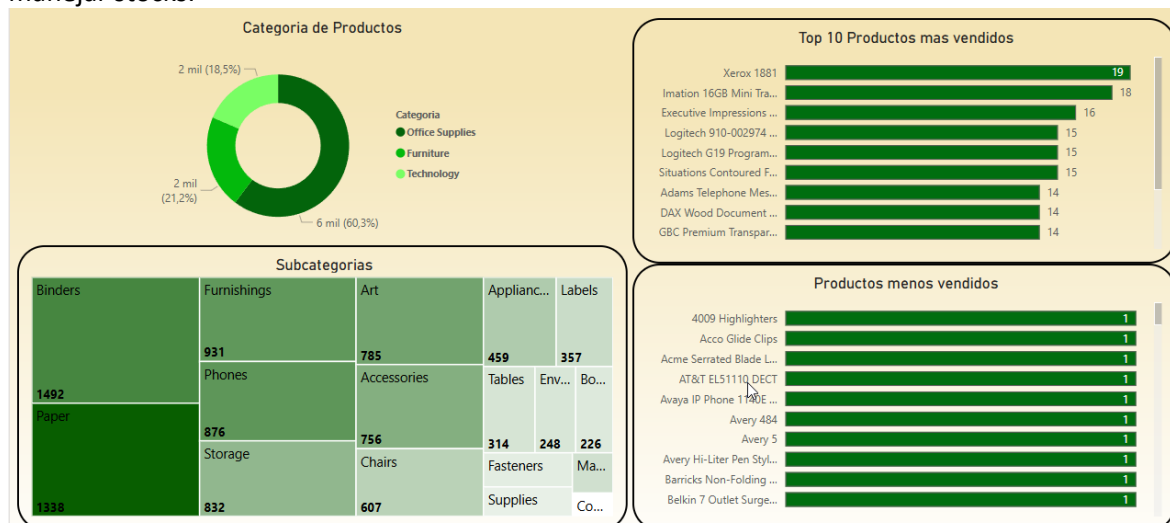 manejar stocks.
Categoria de Productos
2 mil (18,5%)
2 mil
(21,2%)
6 mil (60,3%)
Categoria
Office Supplies
Furniture
Technology
Top 10 Productos mas vendidos
Xerox 1881
19
Imation 16GB Mini Tra...
18
Executive Impressions ...
16
Logitech 910-002974 ...
15
Logitech G19 Program...
15
Situations Contoured F...
15
Adams Telephone Mes...
14
DAX Wood Document ...
14
GBC Premium Transpar...
14
Subcategorias
Binders
1492
Paper
1338
Furnishings
931
Phones
876
Storage
832
Art
785
Accessories
756
Chairs
607
Applianc...
459
Labels
357
Tables
314
Env...
248
Bo...
226
Fasteners
Supplies
Ma...
Co...
Productos menos vendidos
4009 Highlighters
1
Acco Glide Clips
1
Acme Serrated Blade L...
1
AT&T EL51110 DECT
1
Avaya IP Phone 1140E ...
1
Avery 484
1
Avery 5
1
Avery Hi-Liter Pen Styl...
1
Barricks Non-Folding ...
1
Belkin 7 Outlet Surge...
1